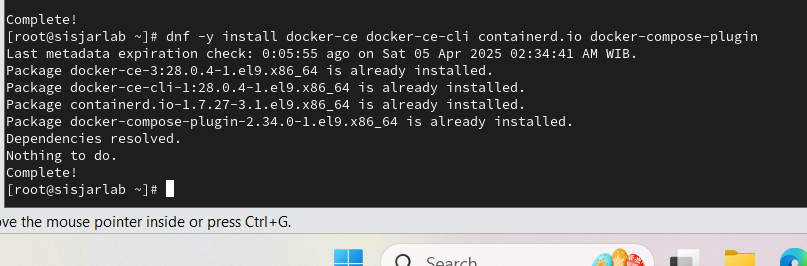 Complete!
[root@sisjarlab ~]# dnf -y install docker-ce docker-ce-cli containerd.io docker-compose-plugin
Last metadata expiration check: 0:05:55 ago on Sat 05 Apr 2025 02:34:41 AM WIB.
Package docker-ce-3:28.0.4-1.el9.x86_64 is already installed.
Package docker-ce-cli-1:28.0.4-1.el9.x86_64 is already installed.
Package containerd.io-1.7.27-3.1.el9.x86_64 is already installed.
Package docker-compose-plugin-2.34.0-1.el9.x86_64 is already installed.
Dependencies resolved.
Nothing to do.
Complete!
[root@sisjarlab ~]#
ove the mouse pointer inside or press Ctrl+G.
Search